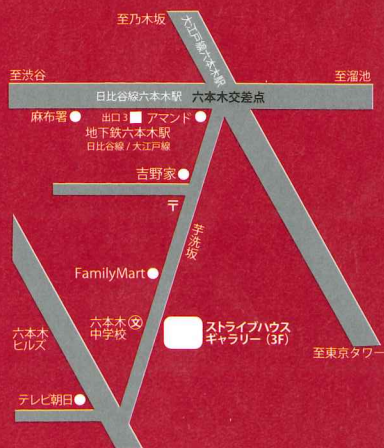 至乃木坂
大江戸線六本木駅
至渋谷
至溜池
日比谷線六本木駅
六本木交差点
麻布署
出口3
アマンド
地下鉄六本木駅
日比谷線/大江戸線
吉野家
〒
芋洗坂
FamilyMart
六本木
中学校
文
ストライプハウス
ギャラリー（3F）
六本木
ヒルズ
至東京タワー
テレビ朝日